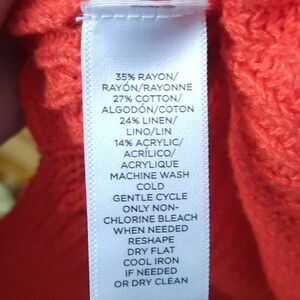 35% RAYON/
RAYÓN/RAYONNE
27% COTTON/
ALGODÓN/COTON
24% LINEN/
LINO/LIN
14% ACRYLIC/
ACRÍLICO/
ACRYLIQUE
MACHINE WASH
COLD
GENTLE CYCLE
ONLY NON-
CHLORINE BLEACH
WHEN NEEDED
RESHAPE
DRY FLAT
COOL IRON
IF NEEDED
OR DRY CLEAN